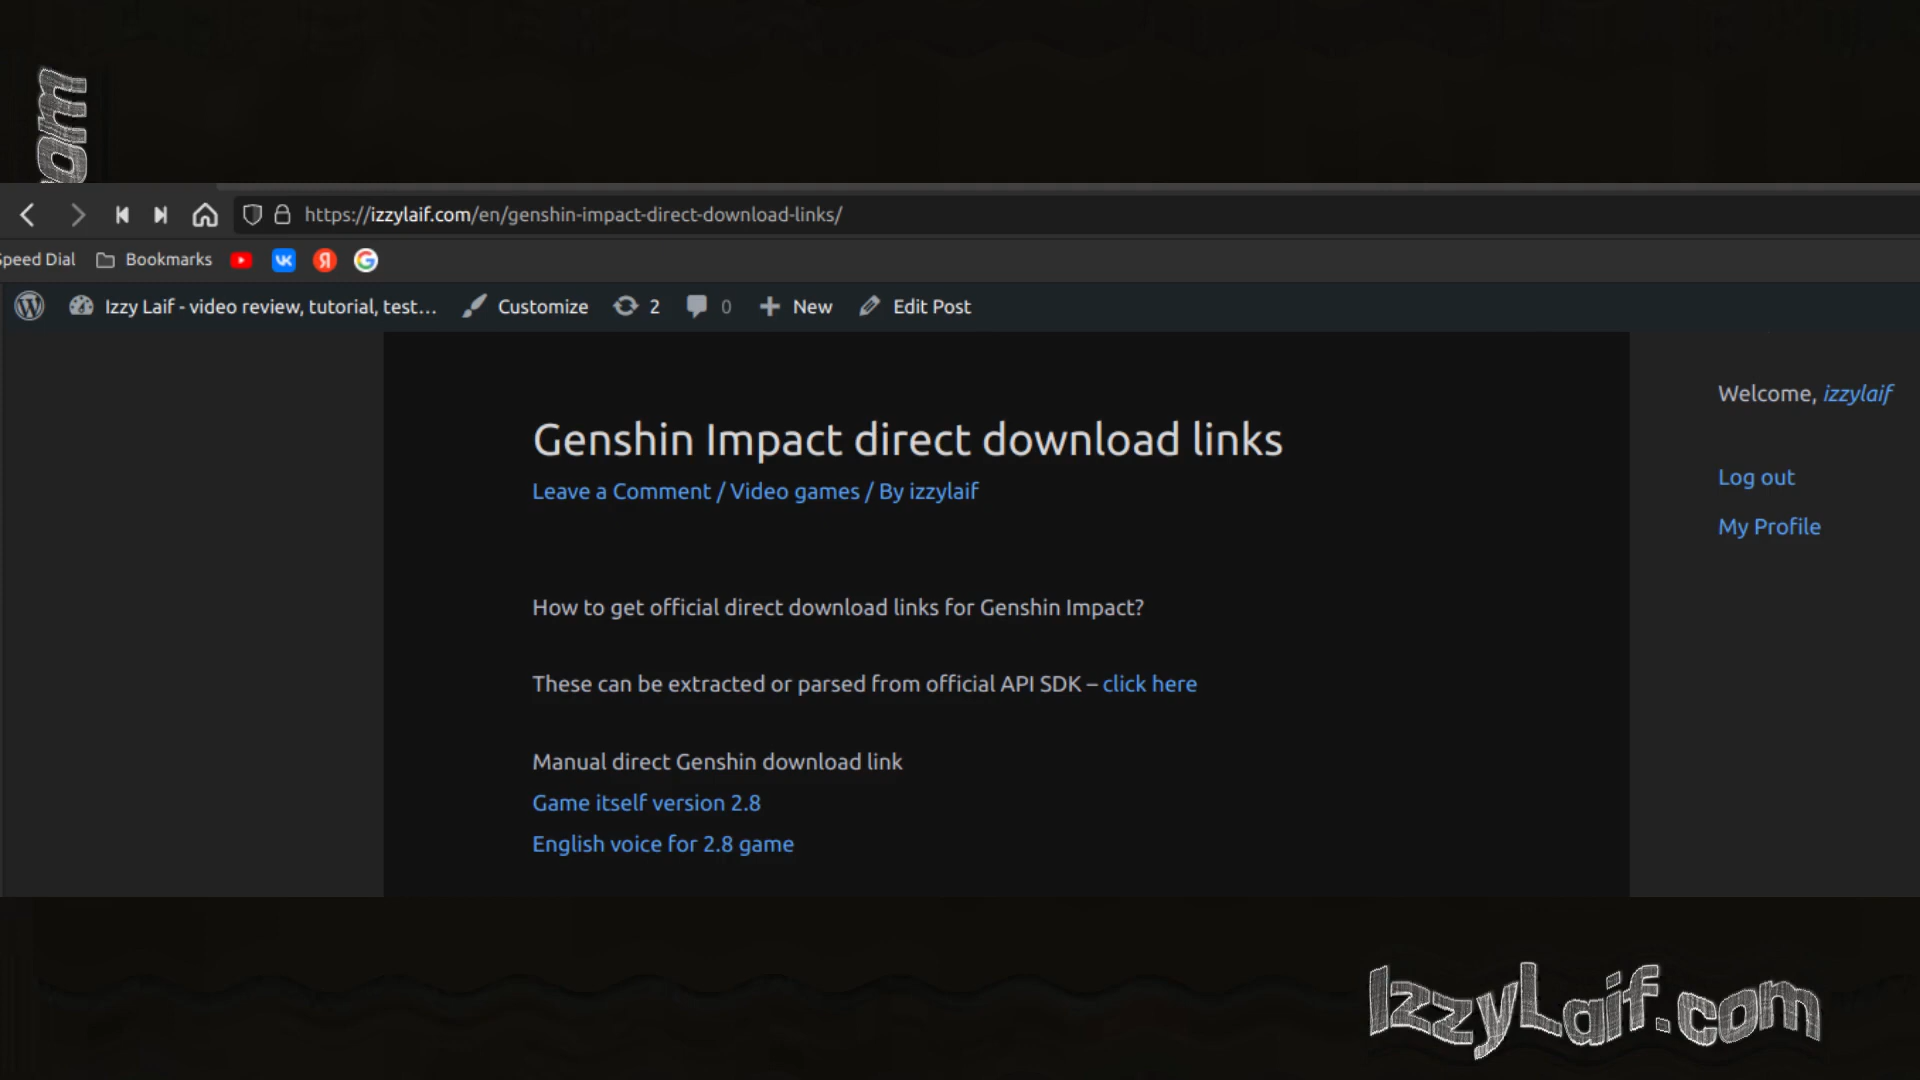 om
https://izzylaif.com/en/genshin-impact-direct-download-links/
Speed Dial Bookmarks
Izzy Laif - video review, tutorial, test... Customize 2 0 New Edit Post
Welcome, izzylaif
Log out
My Profile
Genshin Impact direct download links
Leave a Comment / Video games / By izzylaif
How to get official direct download links for Genshin Impact?
These can be extracted or parsed from official API SDK – click here
Manual direct Genshin download link
Game itself version 2.8
English voice for 2.8 game
IzzyLaif.com